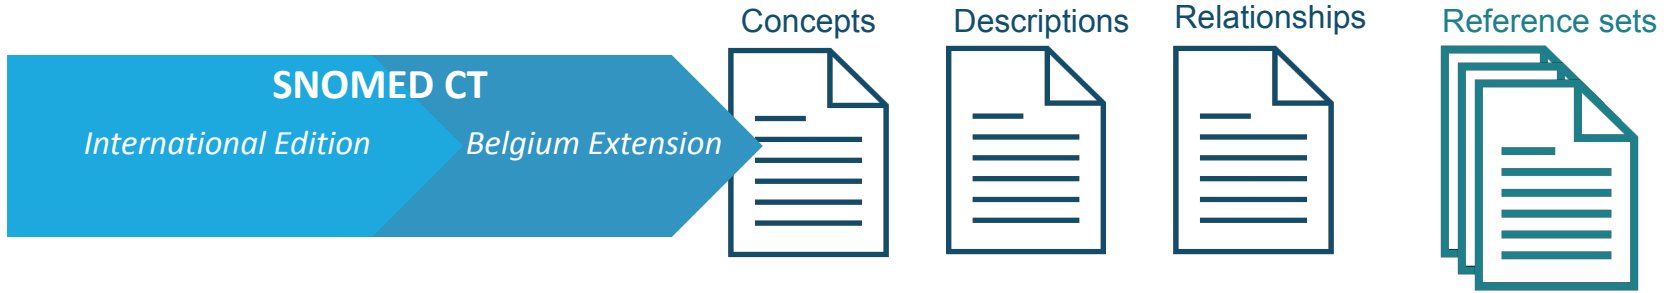 Concepts
Descriptions
Relationships
Reference sets
SNOMED CT
International Edition
Belgium Extension